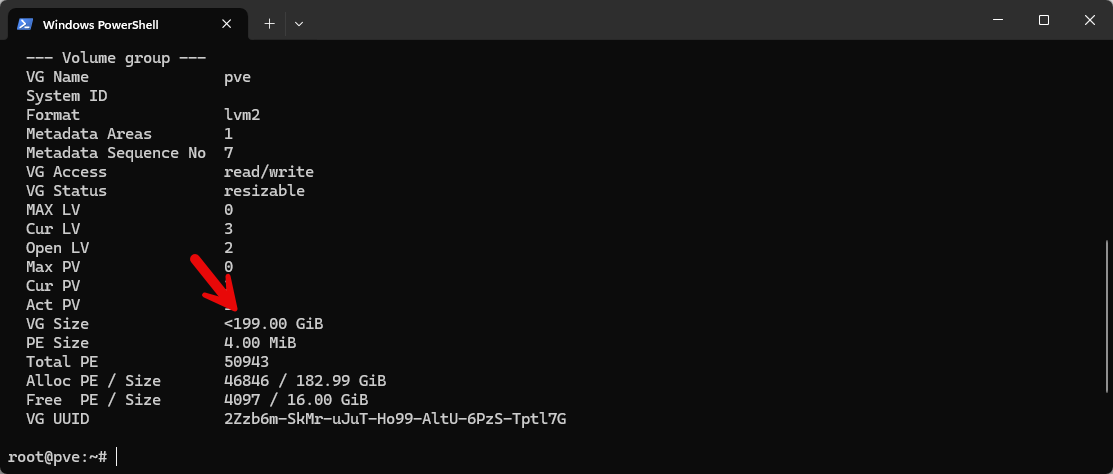 Windows PowerShell
--- Volume group ---
VG Name               pve
System ID
Format                lvm2
Metadata Areas        1
Metadata Sequence No  7
VG Access             read/write
VG Status             resizable
MAX LV                0
Cur LV                3
Open LV               2
Max PV                0
Cur PV
Act PV
VG Size               <199.00 GiB
PE Size               4.00 MiB
Total PE              50943
Alloc PE / Size       46846 / 182.99 GiB
Free  PE / Size       4097 / 16.00 GiB
VG UUID               2Zzb6m-SkMr-uJuT-Ho99-AltU-6PzS-Tptl7G
root@pve:~#